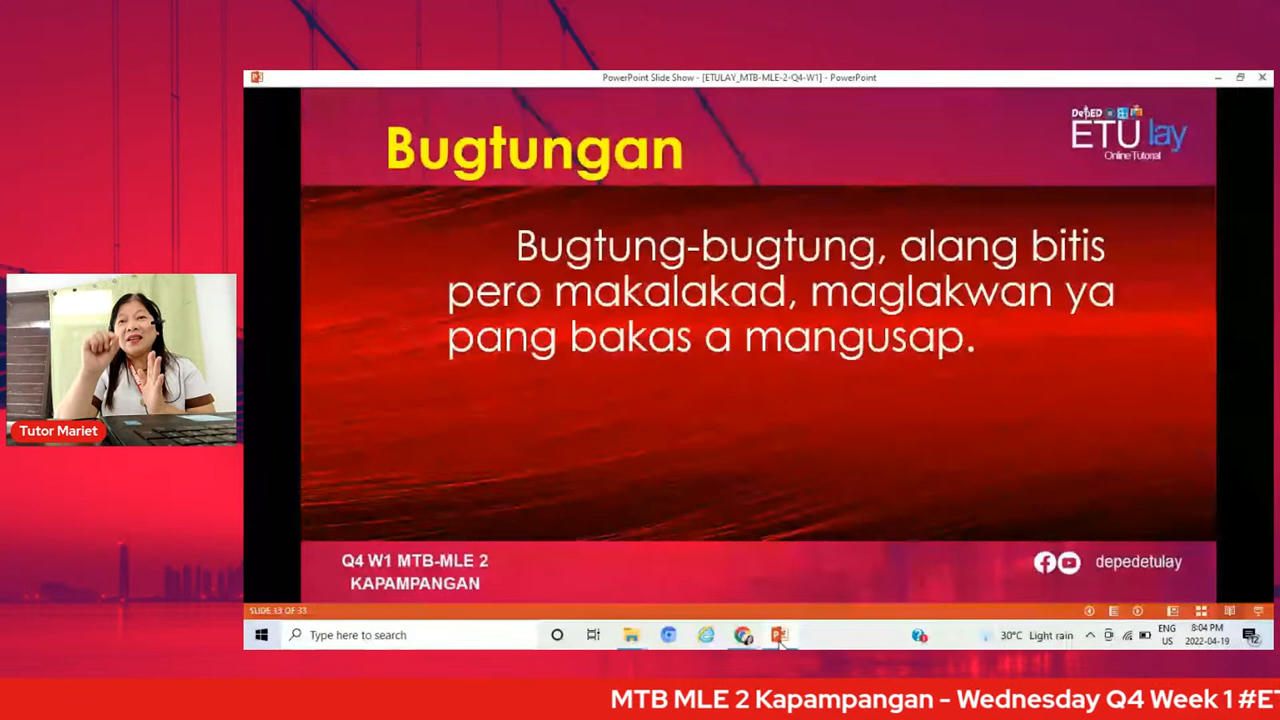 PowerPoint Slide Show - [ETULAY_MTB-MLE-2-Q4-W1] - PowerPoint
Bugtungan
DepED
ETUlay
Online Tutorial
Bugtung-bugtung, alang bitis
pero makalakad, maglakwan ya
pang bakas a mangusap.
Tutor Mariet
Q4 W1 MTB-MLE 2
KAPAMPANGAN
depedetulay
SLIDE 13 OF 33
Type here to search
30°C Light rain
ENG
US
8:04 PM
2022-04-19
MTB MLE 2 Kapampangan - Wednesday Q4 Week 1 #ET